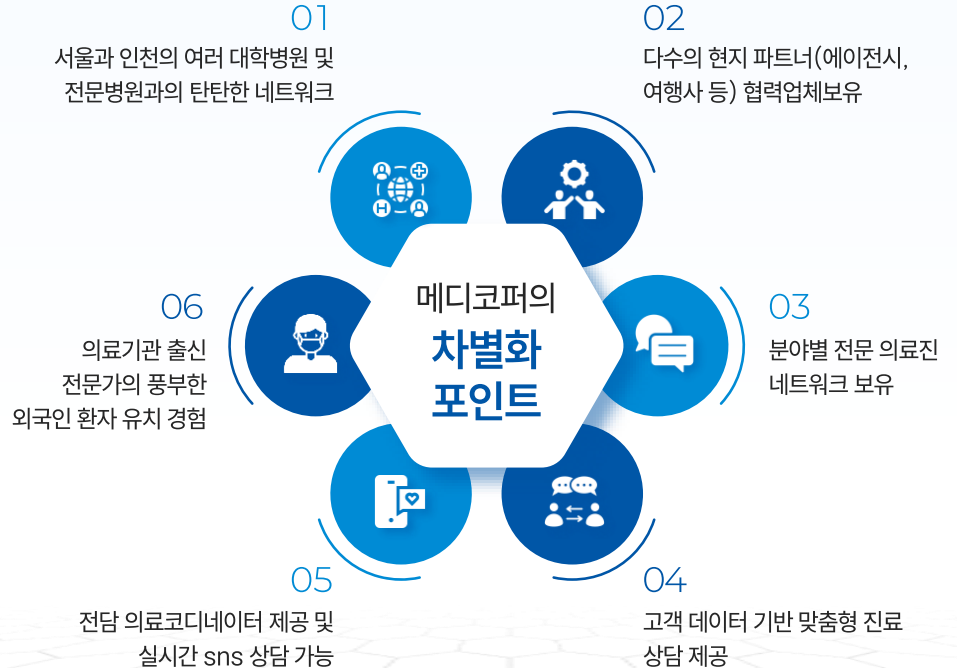 01
서울과 인천의 여러 대학병원 및
전문병원과의 탄탄한 네트워크
02
다수의 현지 파트너(에이전시,
여행사 등) 협력업체보유
메디코퍼의
차별화
포인트
03
분야별 전문 의료진
네트워크 보유
04
고객 데이터 기반 맞춤형 진료
상담 제공
05
전담 의료코디네이터 제공 및
실시간 sns 상담 가능
06
의료기관 출신
전문가의 풍부한
외국인 환자 유치 경험
H